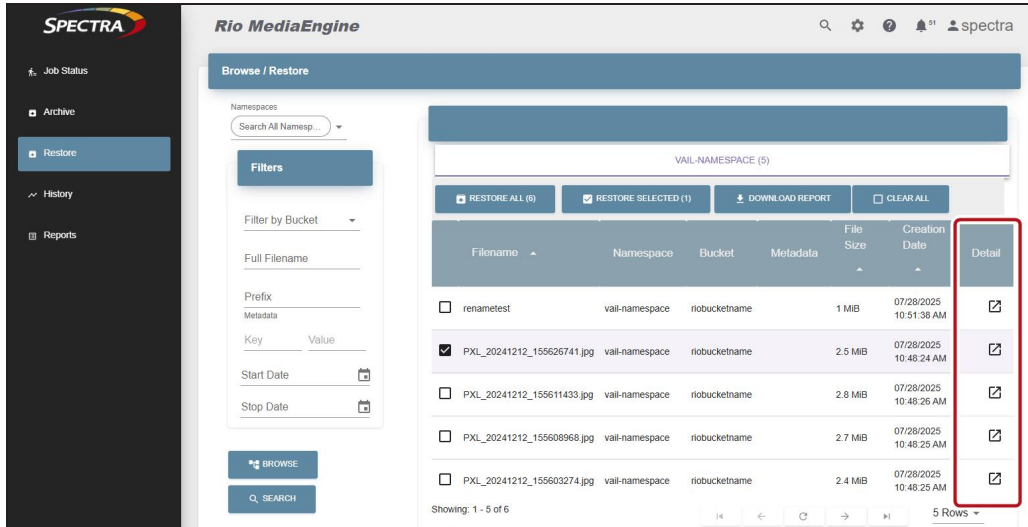 SPECTRA
Rio MediaEngine
51
spectra
Job Status
Archive
Restore
History
Reports
Browse / Restore
Namespaces
Search All Namesp...
Filters
Filter by Bucket
Full Filename
Prefix
Metadata
Key Value
Start Date
Stop Date
BROWSE
SEARCH
VAIL-NAMESPACE (5)
RESTORE ALL (6) RESTORE SELECTED (1) DOWNLOAD REPORT CLEAR ALL
Filename Namespace Bucket Metadata File Size Creation Date Detail
renametest vail-namespace riobucketname 1 MiB 07/28/2025 10:51:38 AM
PXL_20241212_155626741.jpg vail-namespace riobucketname 2.5 MiB 07/28/2025 10:48:24 AM
PXL_20241212_155611433.jpg vail-namespace riobucketname 2.8 MiB 07/28/2025 10:48:26 AM
PXL_20241212_155608968.jpg vail-namespace riobucketname 2.7 MiB 07/28/2025 10:48:25 AM
PXL_20241212_155603274.jpg vail-namespace riobucketname 2.4 MiB 07/28/2025 10:48:25 AM
Showing: 1 - 5 of 6
5 Rows